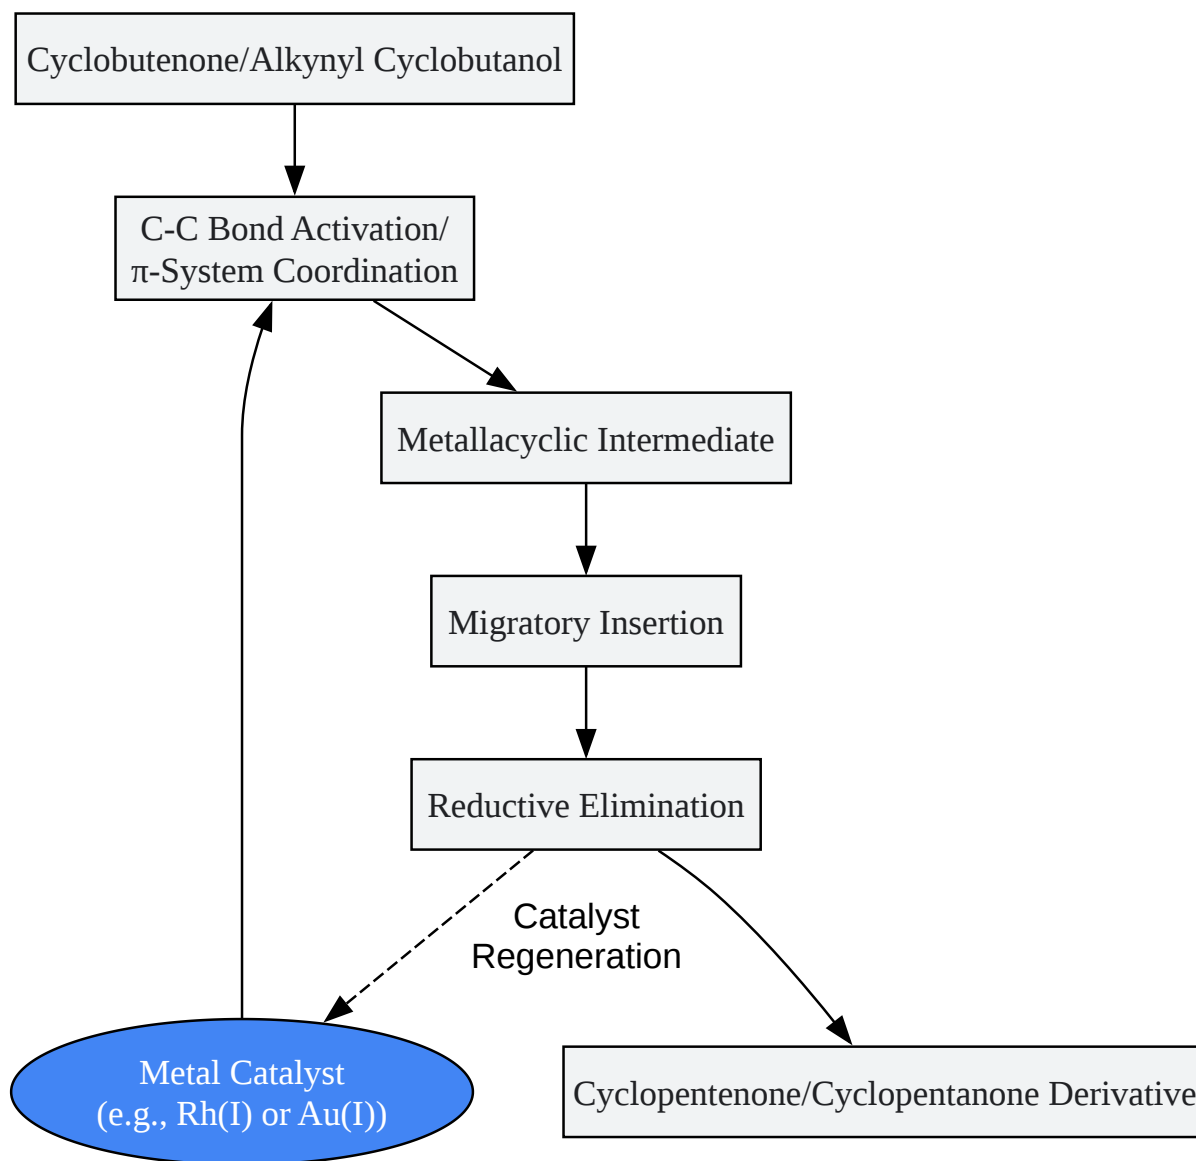 Cyclobutenone/Alkynyl Cyclobutanol
C-C Bond Activation/
π-System Coordination
Metallacyclic Intermediate
Migratory Insertion
Reductive Elimination
Catalyst
Regeneration
Metal Catalyst
(e.g., Rh(I) or Au(I))
Cyclopentenone/Cyclopentanone Derivative